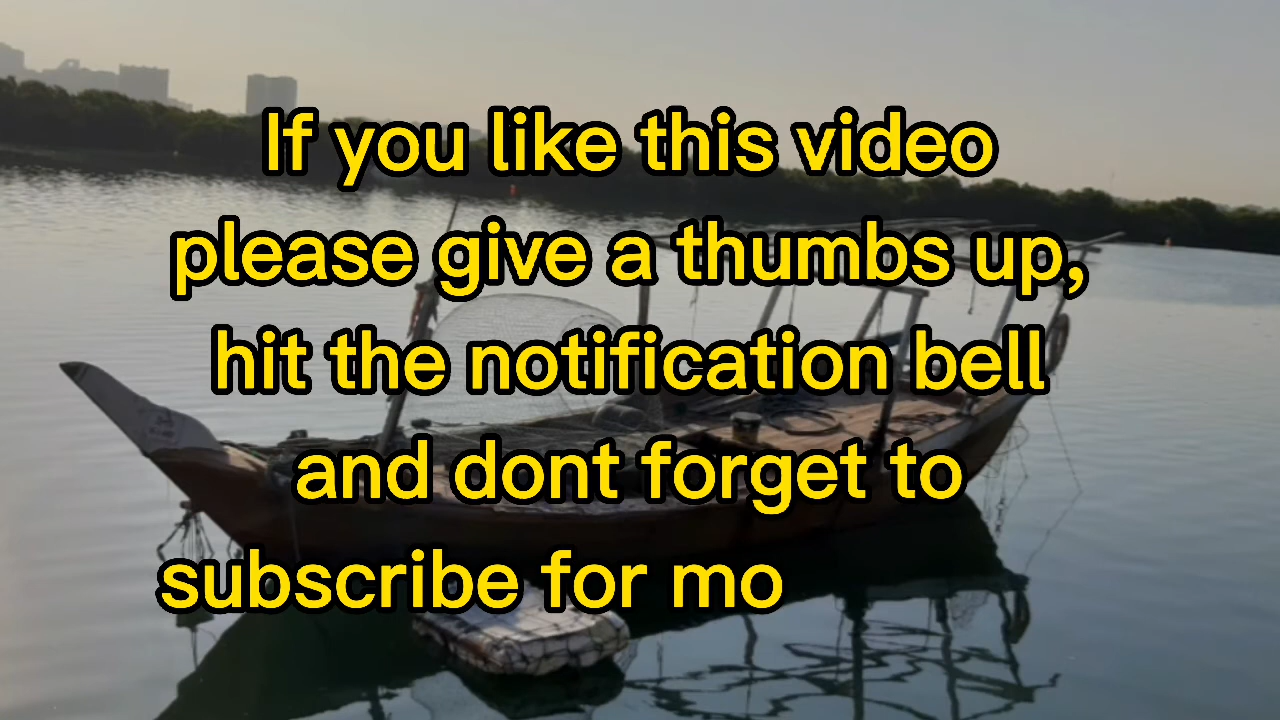 If you like this video
please give a thumbs up,
hit the notification bell
and dont forget to
subscribe for mo